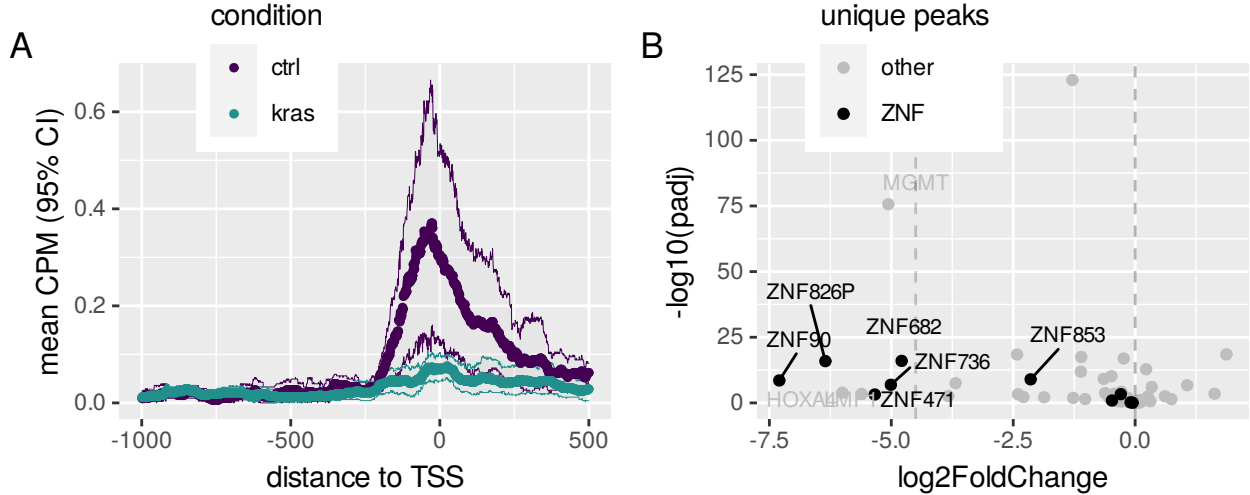 condition
A
ctrl
kras
mean CPM (95% CI)
0.6
0.4
0.2
0.0
-1000
-500
0
500
distance to TSS
unique peaks
B
other
ZNF
-log10(padj)
125
100
75
50
25
0
MGMT
ZNF826P
ZNF90
ZNF682
ZNF736
ZNF853
ZNF471
-7.5
-5.0
-2.5
0.0
log2FoldChange